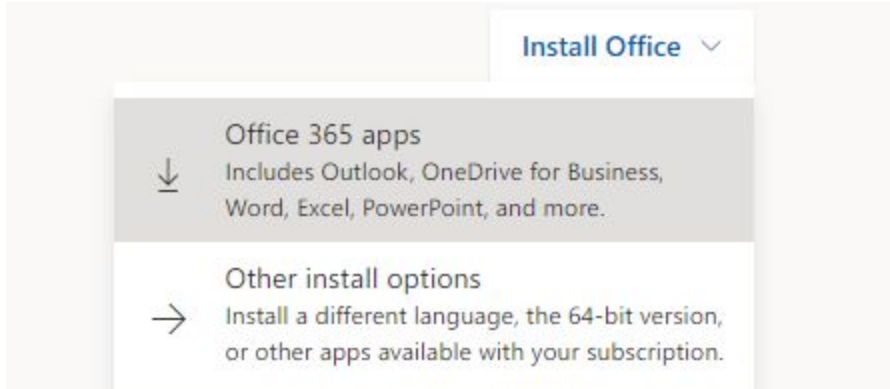 Install Office
Office 365 apps
Includes Outlook, OneDrive for Business,
Word, Excel, PowerPoint, and more.
Other install options
Install a different language, the 64-bit version,
or other apps available with your subscription.